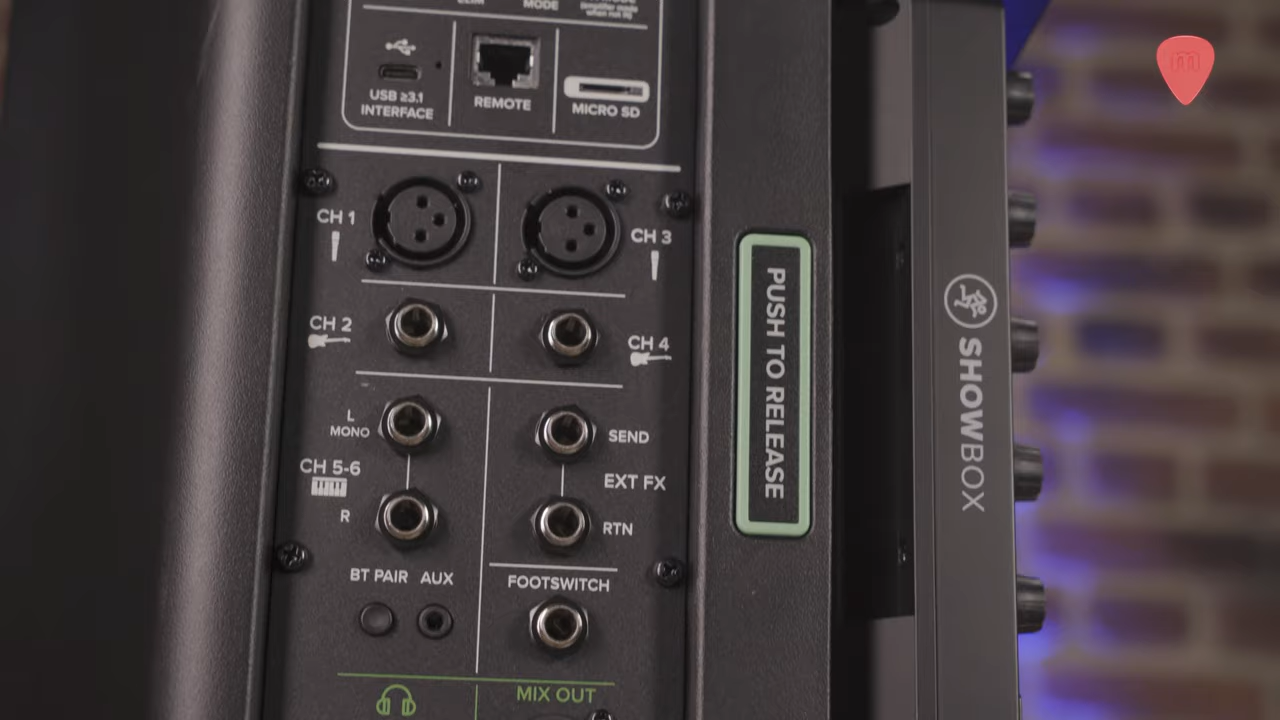 MODE
USB ≥3.1
INTERFACE
REMOTE
MICRO SD
CH 1
CH 3
CH 2
CH 4
L
MONO
CH 5-6
R
SEND
EXT FX
RTN
BT PAIR
AUX
FOOTSWITCH
MIX OUT
PUSH TO RELEASE
SHOWBOX
m